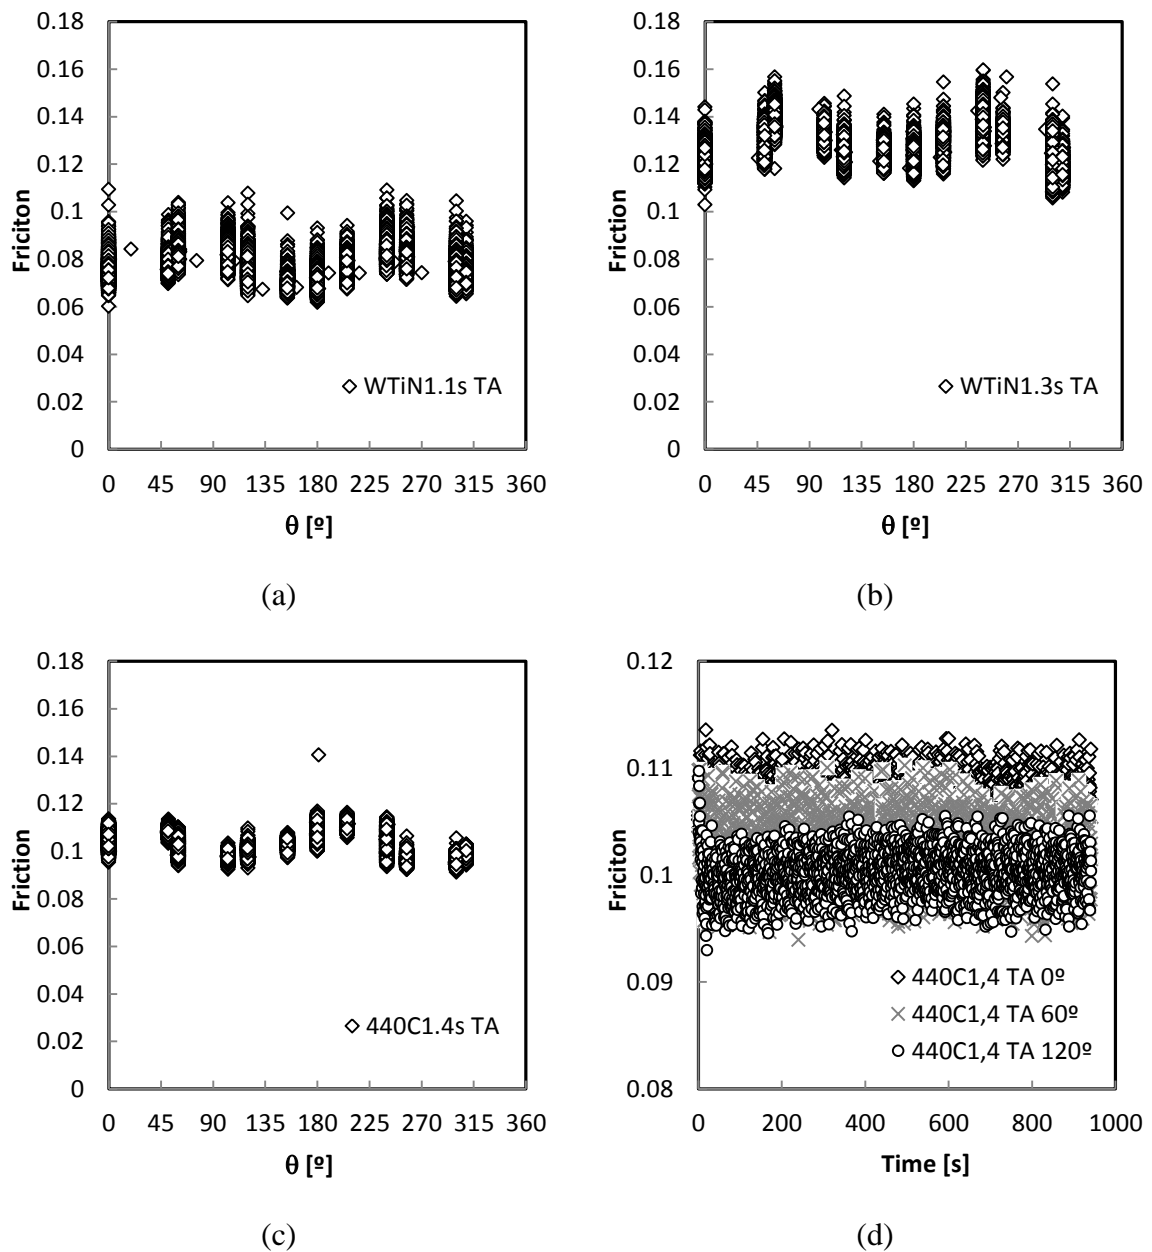 0.18
0.16
0.14
0.12
0.1
0.08
0.06
0.04
0.02
0
Friciton
WTiN1.1s TA
0 45 90 135 180 225 270 315 360
θ [º]
(a)
0.18
0.16
0.14
0.12
0.1
0.08
0.06
0.04
0.02
0
Friction
WTiN1.3s TA
0 45 90 135 180 225 270 315 360
θ [º]
(b)
0.18
0.16
0.14
0.12
0.1
0.08
0.06
0.04
0.02
0
Friction
440C1.4s TA
0 45 90 135 180 225 270 315 360
θ [º]
(c)
0.12
0.11
0.1
0.09
0.08
Friciton
440C1,4 TA 0º
440C1,4 TA 60º
440C1,4 TA 120º
0 200 400 600 800 1000
Time [s]
(d)